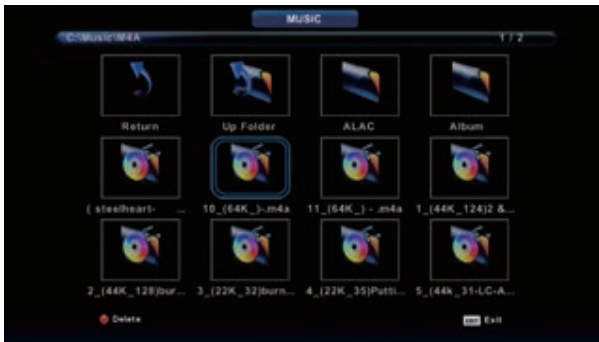 MUSIC
C:\Music\M4A 1 / 2
Return Up Folder ALAC Album
( steelheart- ... 10_(64K_)-.m4a 11_(64K_) - .m4a 1_(44K_124)2 &...
2_(44K_128)bur... 3_(22K_32)burn... 4_(22K_35)Putti... 5_(44k_31-LC-A...
Delete EXIT Exit